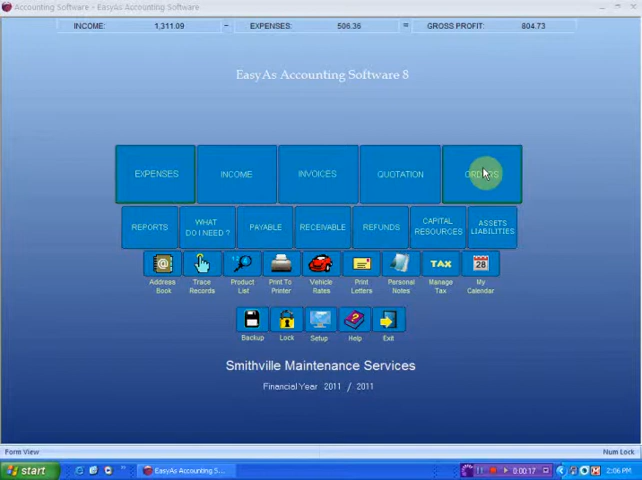 Accounting Software - EasyAs Accounting Software
INCOME: 1,311.09 - EXPENSES: 506.36 = GROSS PROFIT: 804.73
EasyAs Accounting Software 8
EXPENSES INCOME INVOICES QUOTATION ORDERS
REPORTS WHAT DO I NEED ? PAYABLE RECEIVABLE REFUNDS CAPITAL RESOURCES ASSETS LIABILITIES
TAX 28
Address Book Trace Records Product List Print To Printer Vehicle Rates Print Letters Personal Notes Manage Tax My Calendar
Backup Lock Setup Help Exit
Smithville Maintenance Services
Financial Year 2011 / 2011
Form View Num Lock
start EasyAs Accounting S... 0:00:17 2:06 PM